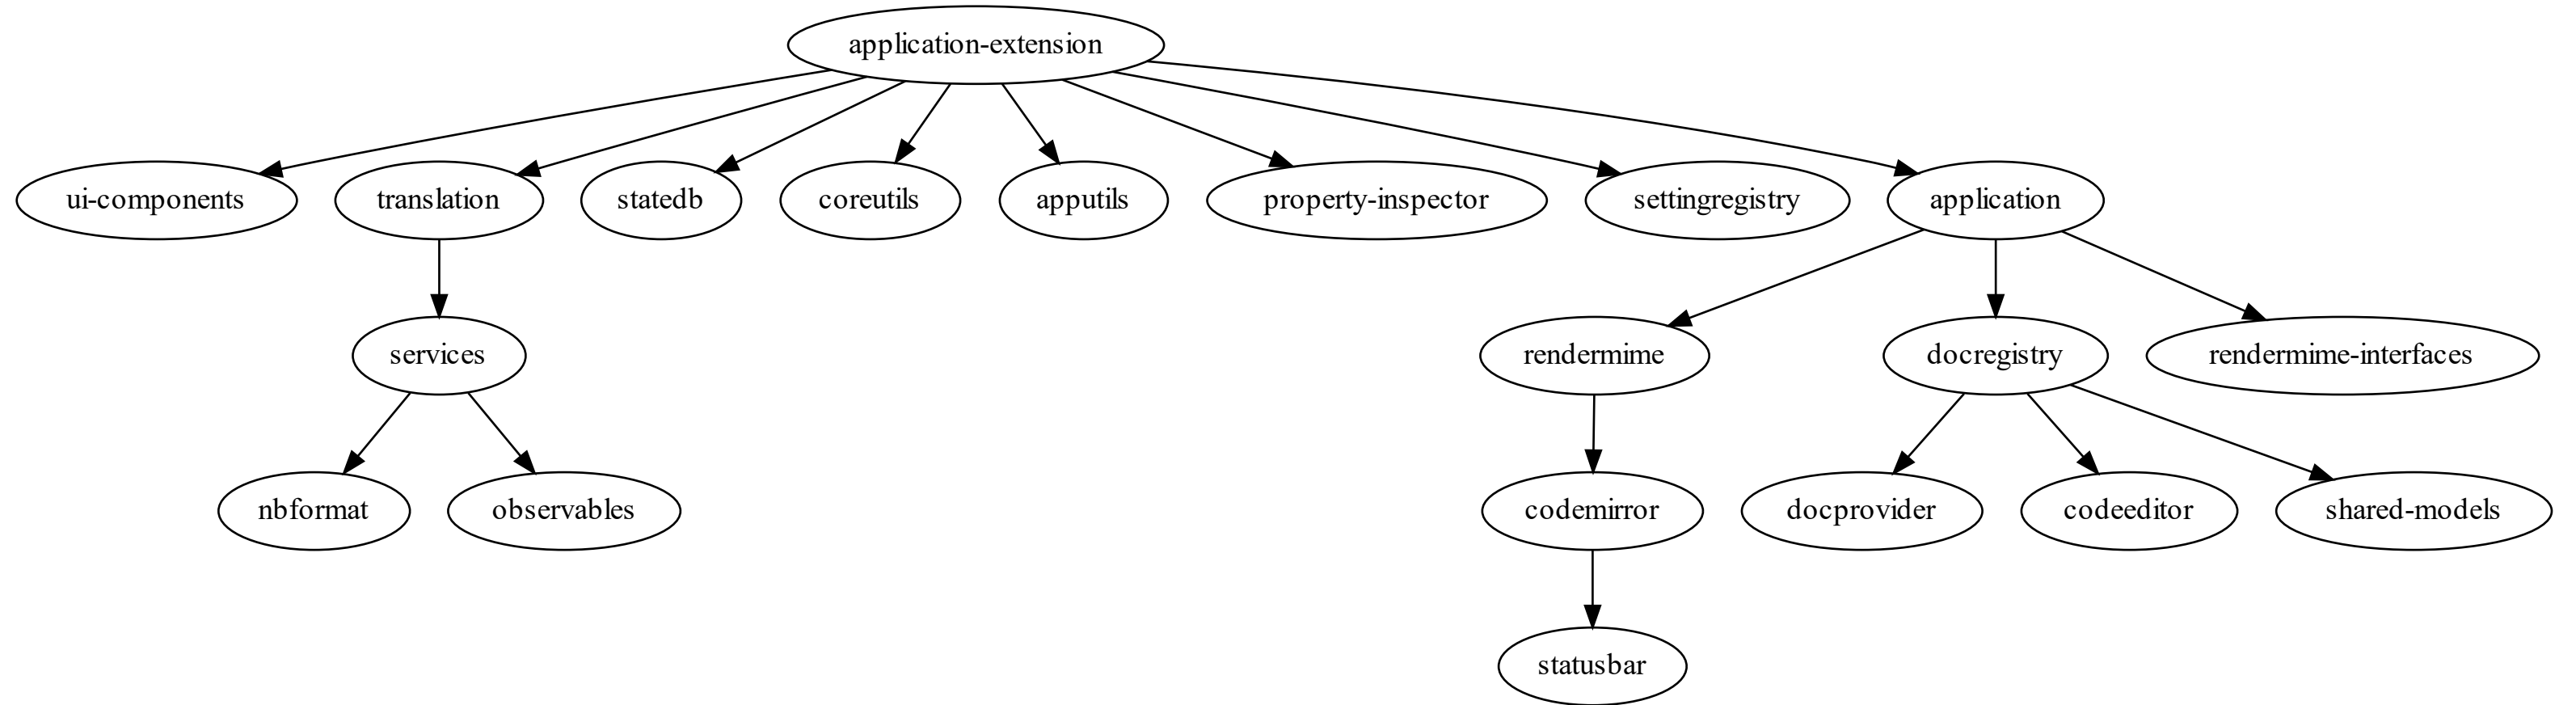 application-extension
ui-components
translation
statedb
coreutils
apputils
property-inspector
settingregistry
application
services
rendermime
docregistry
rendermime-interfaces
nbformat
observables
codemirror
docprovider
codeeditor
shared-models
statusbar